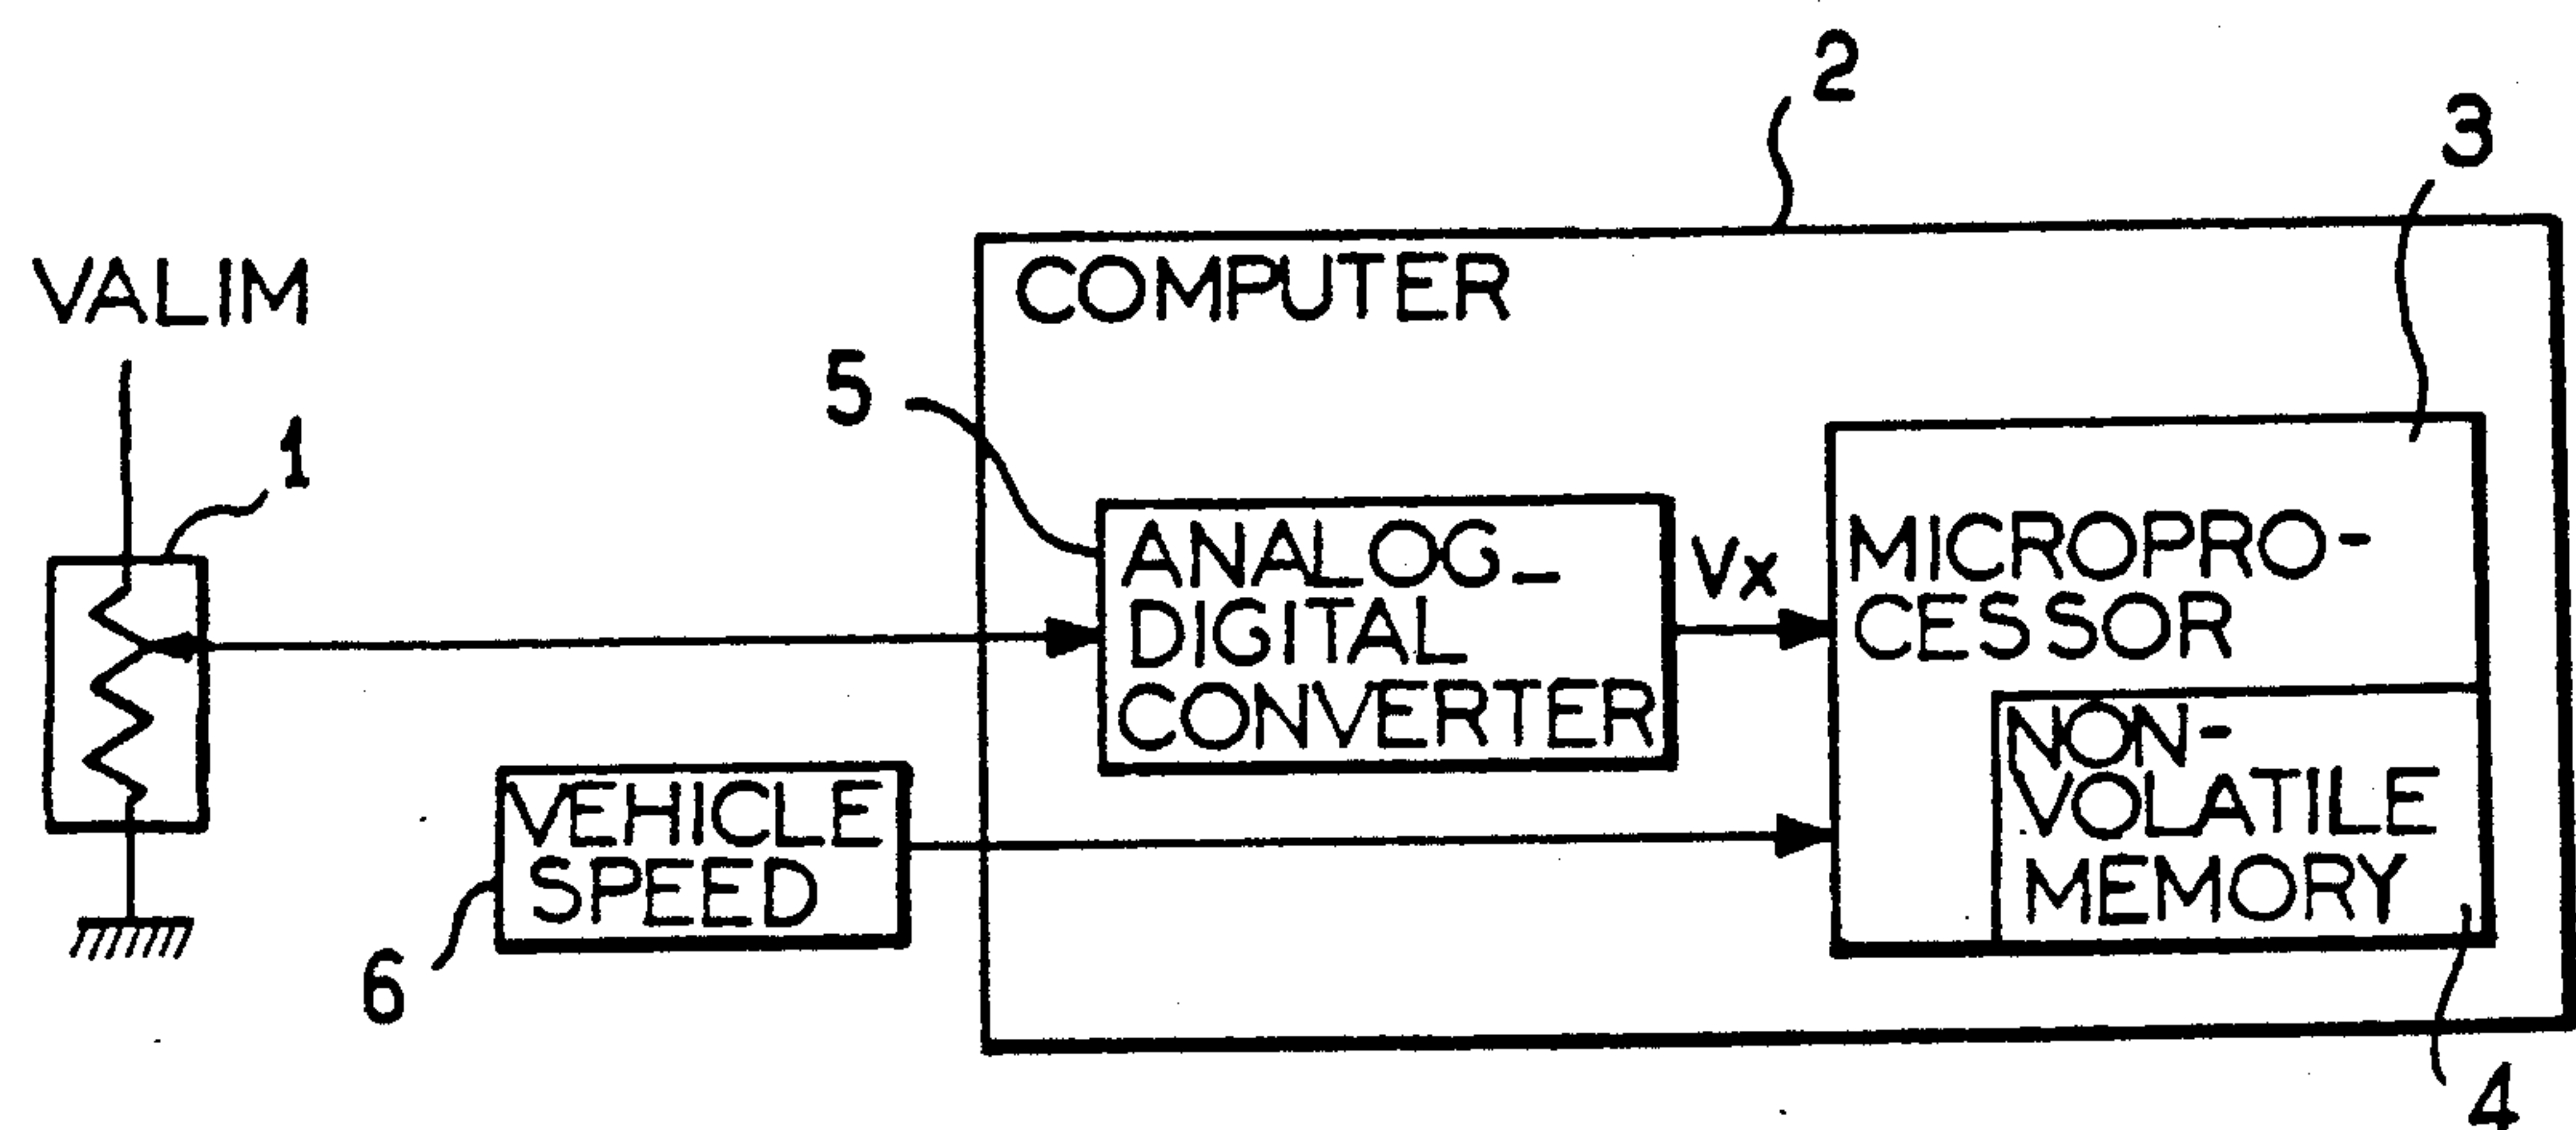 2
3
VALIM
COMPUTER
5
1
ANALOG-
DIGITAL
CONVERTER
Vx
MICROPRO-
CESSOR
NON-
VOLATILE
MEMORY
VEHICLE
SPEED
6
4